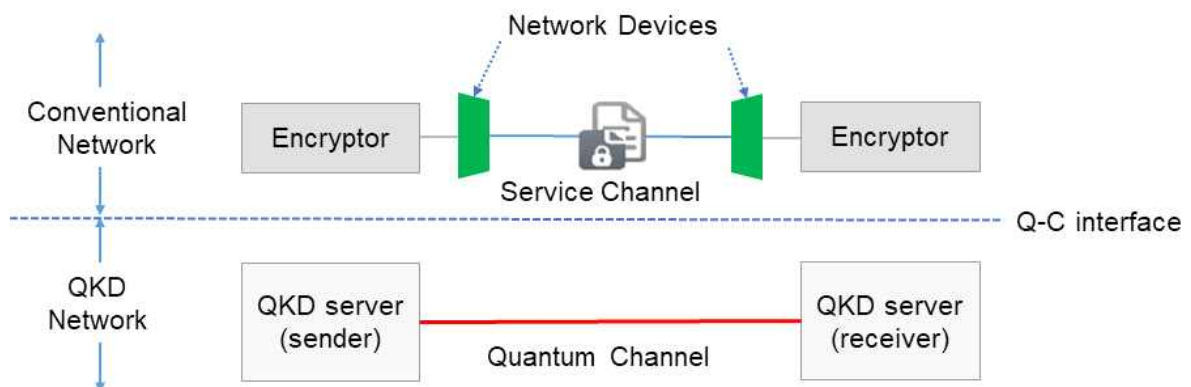 Network Devices
Conventional
Network
Encryptor
Encryptor
Service Channel
Q-C interface
QKD
Network
QKD server
(sender)
QKD server
(receiver)
Quantum Channel